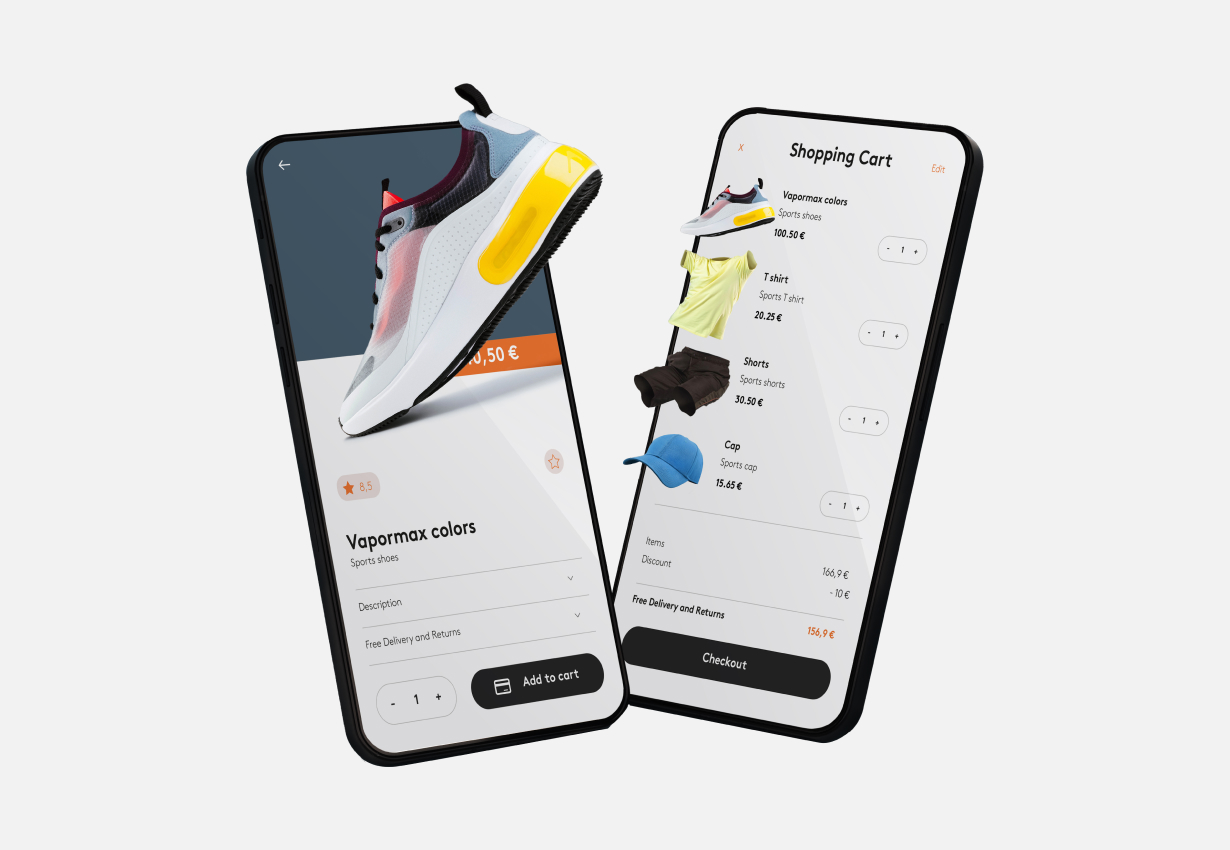 0,50 €
8,5
Vapormax colors
Sports shoes
Description
Free Delivery and Returns
- 1 +
Add to cart
X
Shopping Cart
Edit
Vapormax colors
Sports shoes
100.50 €
- 1 +
T shirt
Sports T shirt
20.25 €
- 1 +
Shorts
Sports shorts
30.50 €
- 1 +
Cap
Sports cap
15.65 €
- 1 +
Items
166,9 €
Discount
- 10 €
Free Delivery and Returns
156,9 €
Checkout